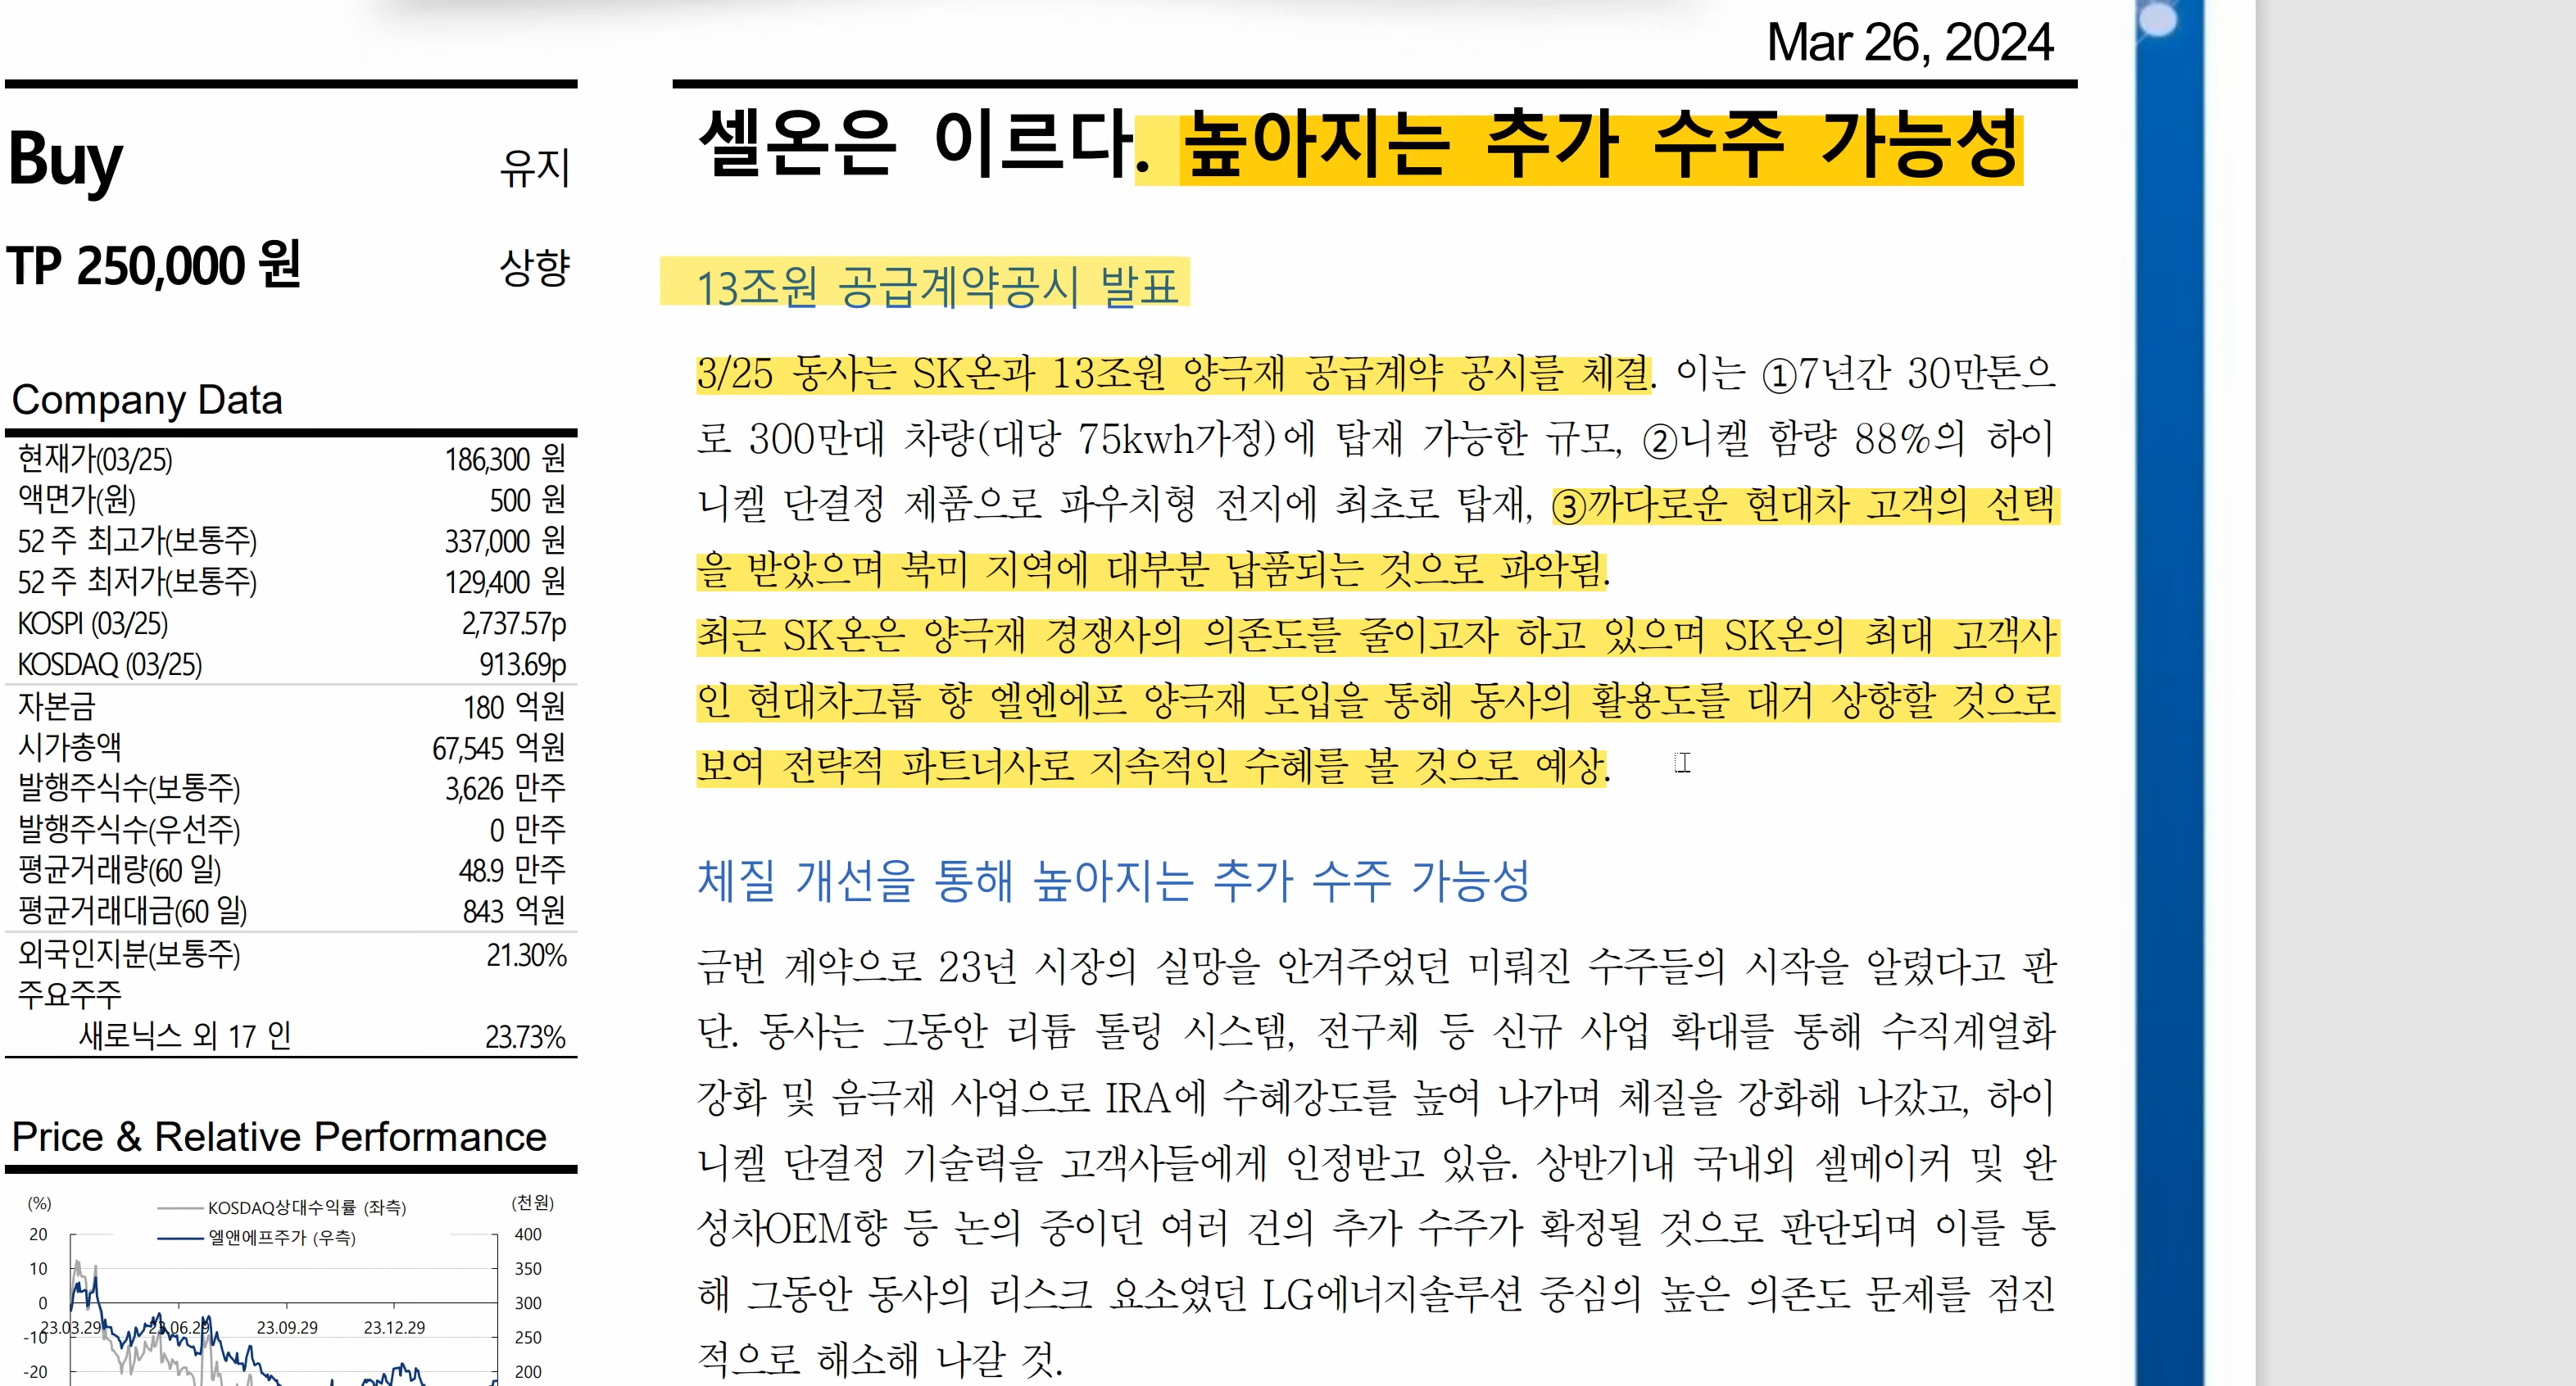 Mar 26, 2024
Buy 유지
TP 250,000 원 상향
Company Data
현재가(03/25) 186,300 원
액면가(원) 500 원
52 주 최고가(보통주) 337,000 원
52 주 최저가(보통주) 129,400 원
KOSPI (03/25) 2,737.57p
KOSDAQ (03/25) 913.69p
자본금 180 억원
시가총액 67,545 억원
발행주식수(보통주) 3,626 만주
발행주식수(우선주) 0 만주
평균거래량(60 일) 48.9 만주
평균거래대금(60 일) 843 억원
외국인지분(보통주) 21.30%
주요주주
새로닉스 외 17 인 23.73%
Price & Relative Performance
(%) (천원)
KOSDAQ상대수익률 (좌측)
엘앤에프주가 (우측)
20 400
10 350
0 300
23.03.29 23.06.29 23.09.29 23.12.29
-10 250
-20 200
셀온은 이르다. 높아지는 추가 수주 가능성
13조원 공급계약공시 발표
3/25 동사는 SK온과 13조원 양극재 공급계약 공시를 체결. 이는 ①7년간 30만톤으
로 300만대 차량(대당 75kwh가정)에 탑재 가능한 규모, ②니켈 함량 88%의 하이
니켈 단결정 제품으로 파우치형 전지에 최초로 탑재, ③까다로운 현대차 고객의 선택
을 받았으며 북미 지역에 대부분 납품되는 것으로 파악됨.
최근 SK온은 양극재 경쟁사의 의존도를 줄이고자 하고 있으며 SK온의 최대 고객사
인 현대차그룹 향 엘엔에프 양극재 도입을 통해 동사의 활용도를 대거 상향할 것으로
보여 전략적 파트너사로 지속적인 수혜를 볼 것으로 예상.
체질 개선을 통해 높아지는 추가 수주 가능성
금번 계약으로 23년 시장의 실망을 안겨주었던 미뤄진 수주들의 시작을 알렸다고 판
단. 동사는 그동안 리튬 톨링 시스템, 전구체 등 신규 사업 확대를 통해 수직계열화
강화 및 음극재 사업으로 IRA에 수혜강도를 높여 나가며 체질을 강화해 나갔고, 하이
니켈 단결정 기술력을 고객사들에게 인정받고 있음. 상반기내 국내외 셀메이커 및 완
성차OEM향 등 논의 중이던 여러 건의 추가 수주가 확정될 것으로 판단되며 이를 통
해 그동안 동사의 리스크 요소였던 LG에너지솔루션 중심의 높은 의존도 문제를 점진
적으로 해소해 나갈 것.